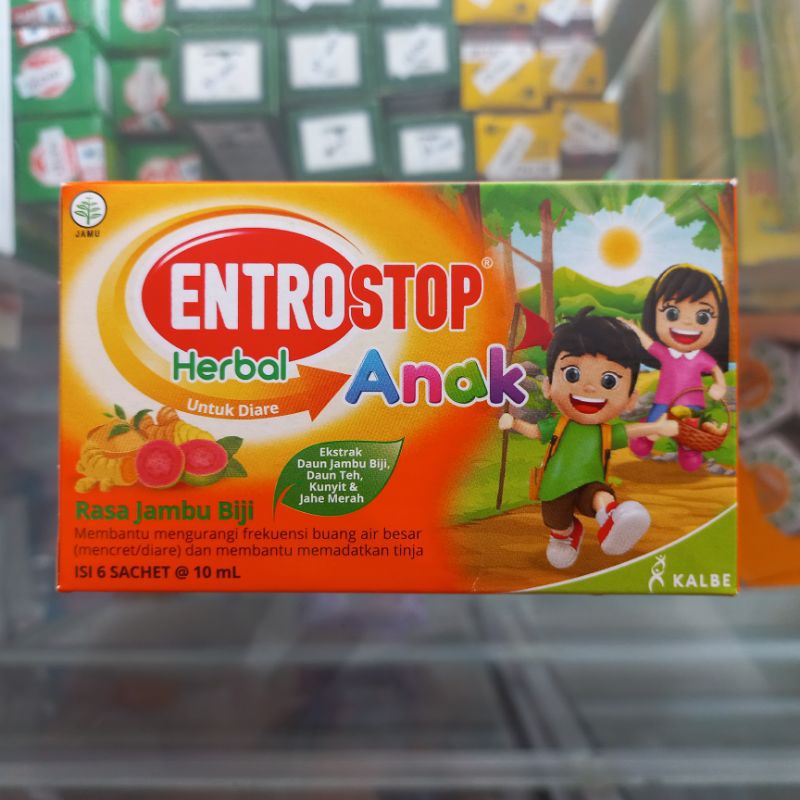 JAMU
ENTROSTOP®
Herbal
Anak
Untuk Diare
Ekstrak
Daun Jambu Biji,
Daun Teh,
Kunyit &
Jahe Merah
Rasa Jambu Biji
Membantu mengurangi frekuensi buang air besar
(mencret/diare) dan membantu memadatkan tinja
ISI 6 SACHET @ 10 mL
KALBE